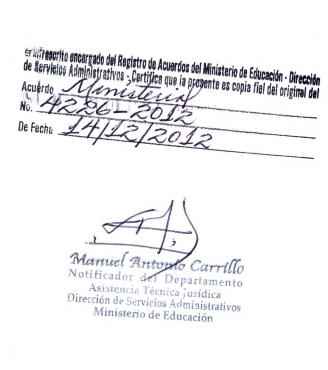 El infrascrito encargado del Registro de Acuerdos del Ministerio de Educación - Dirección
de Servicios Administrativos - Certifica que la presente es copia fiel del original del
Acuerdo Ministerial
No. 4226-2012
De Fecha 14/12/2012
Manuel Antonio Carrillo
Notificador del Departamento
Asistencia Técnica Jurídica
Dirección de Servicios Administrativos
Ministerio de Educación